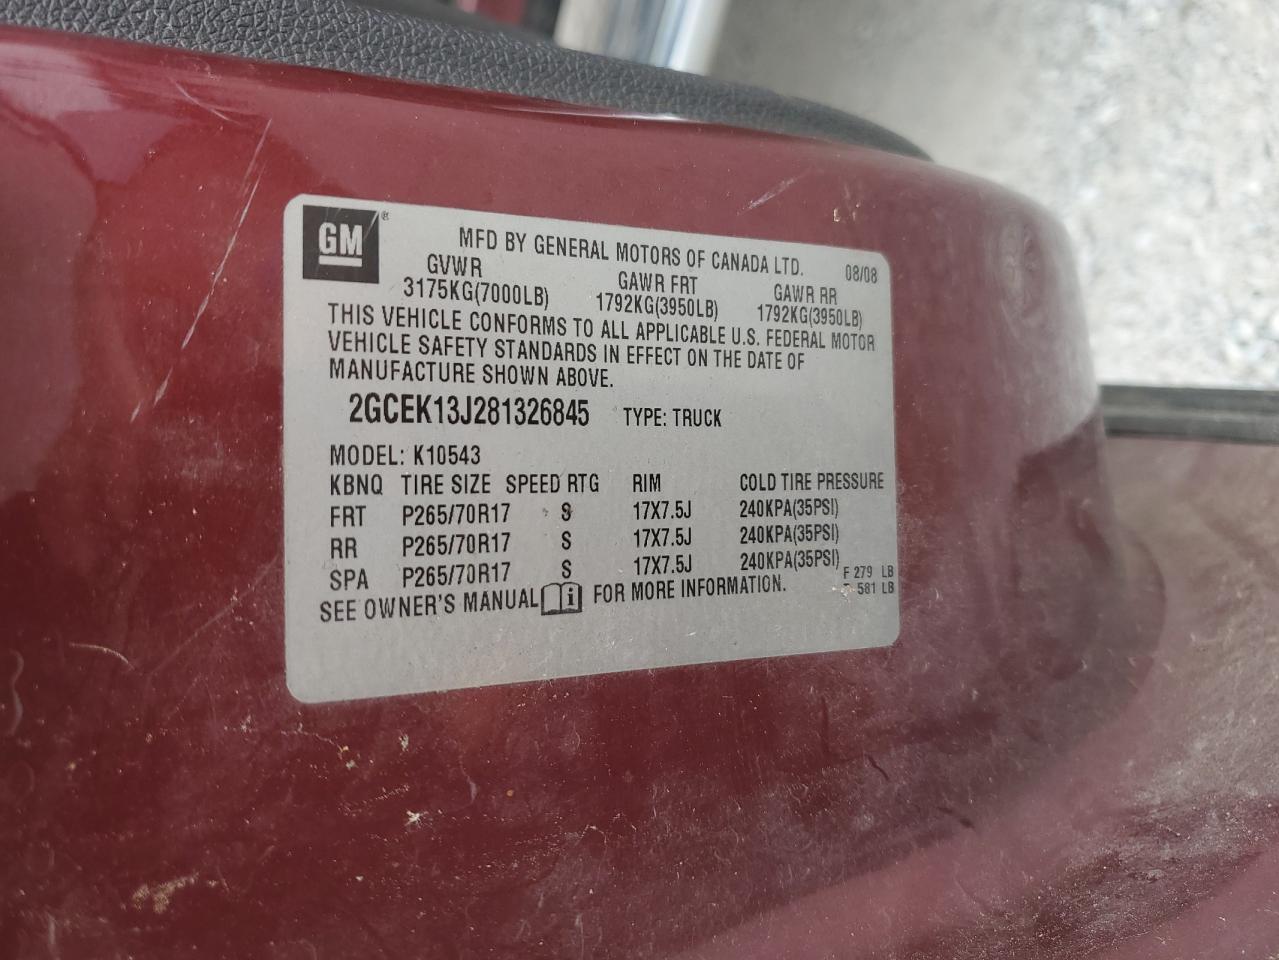 GM ®
MFD BY GENERAL MOTORS OF CANADA LTD. 08/08
GVWR GAWR FRT GAWR RR
3175KG(7000LB) 1792KG(3950LB) 1792KG(3950LB)
THIS VEHICLE CONFORMS TO ALL APPLICABLE U.S. FEDERAL MOTOR
VEHICLE SAFETY STANDARDS IN EFFECT ON THE DATE OF
MANUFACTURE SHOWN ABOVE.
2GCEK13J281326845 TYPE: TRUCK
MODEL: K10543
KBNQ TIRE SIZE SPEED RTG RIM COLD TIRE PRESSURE
FRT P265/70R17 S 17X7.5J 240KPA(35PSI)
RR P265/70R17 S 17X7.5J 240KPA(35PSI)
SPA P265/70R17 S 17X7.5J 240KPA(35PSI)
F 279 LB
581 LB
SEE OWNER'S MANUAL i FOR MORE INFORMATION.